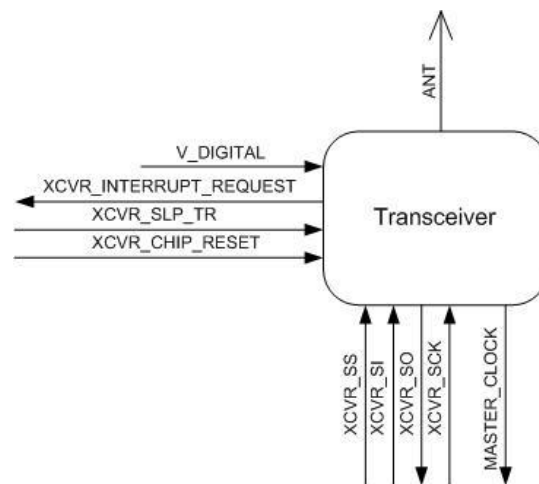 ANT
V_DIGITAL
XCVR_INTERRUPT_REQUEST
XCVR_SLP_TR
XCVR_CHIP_RESET
Transceiver
XCVR_SS
XCVR_SI
XCVR_SO
XCVR_SCK
MASTER_CLOCK